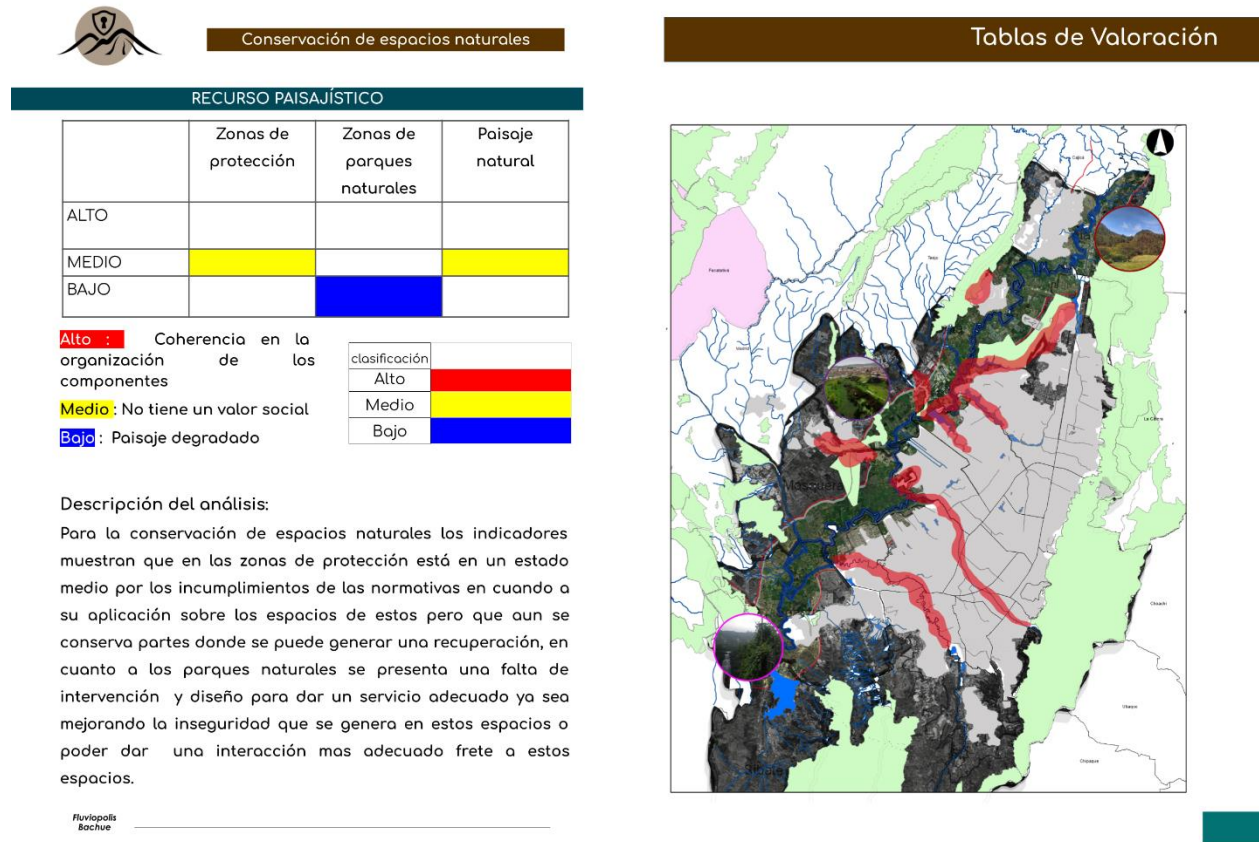 Conservación de espacios naturales
RECURSO PAISAJÍSTICO
Zonas de protección
Zonas de parques naturales
Paisaje natural
ALTO
MEDIO
BAJO
Alto : Coherencia en la
organización de los
componentes
Medio : No tiene un valor social
Bajo : Paisaje degradado
clasificación
Alto
Medio
Bajo
Descripción del análisis:
Para la conservación de espacios naturales los indicadores
muestran que en las zonas de protección está en un estado
medio por los incumplimientos de las normativas en cuando a
su aplicación sobre los espacios de estos pero que aun se
conserva partes donde se puede generar una recuperación, en
cuanto a los parques naturales se presenta una falta de
intervención y diseño para dar un servicio adecuado ya sea
mejorando la inseguridad que se genera en estos espacios o
poder dar una interacción mas adecuado frete a estos
espacios.
Fluviopolis
Bachue
Tablas de Valoración
Cajica
Tenjo
Facatativa
Madrid
La Calera
Mosquera
Choachi
Ubaque
Chipaque
Sibate